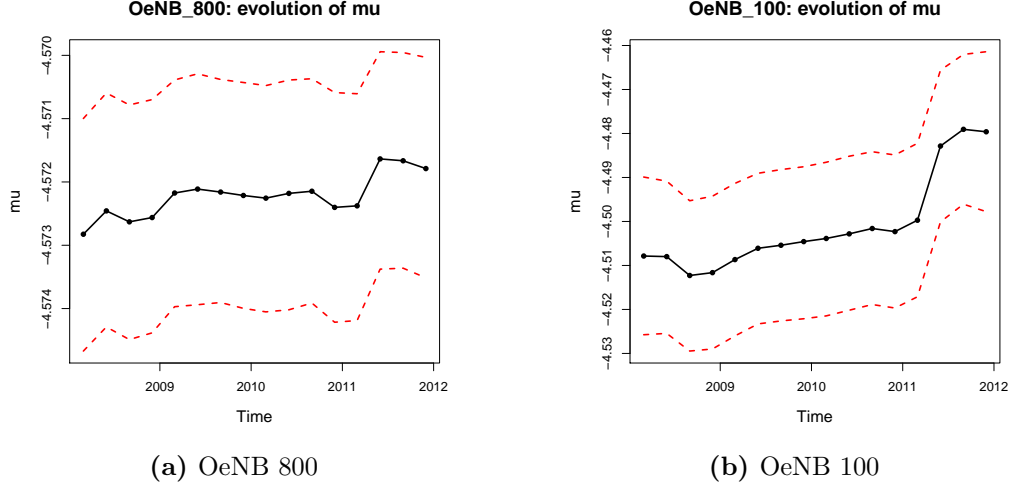 OeNB_800: evolution of mu
mu
−4.570
−4.571
−4.572
−4.573
−4.574
2009
2010
2011
2012
Time
(a) OeNB 800
OeNB_100: evolution of mu
mu
−4.46
−4.47
−4.48
−4.49
−4.50
−4.51
−4.52
−4.53
2009
2010
2011
2012
Time
(b) OeNB 100